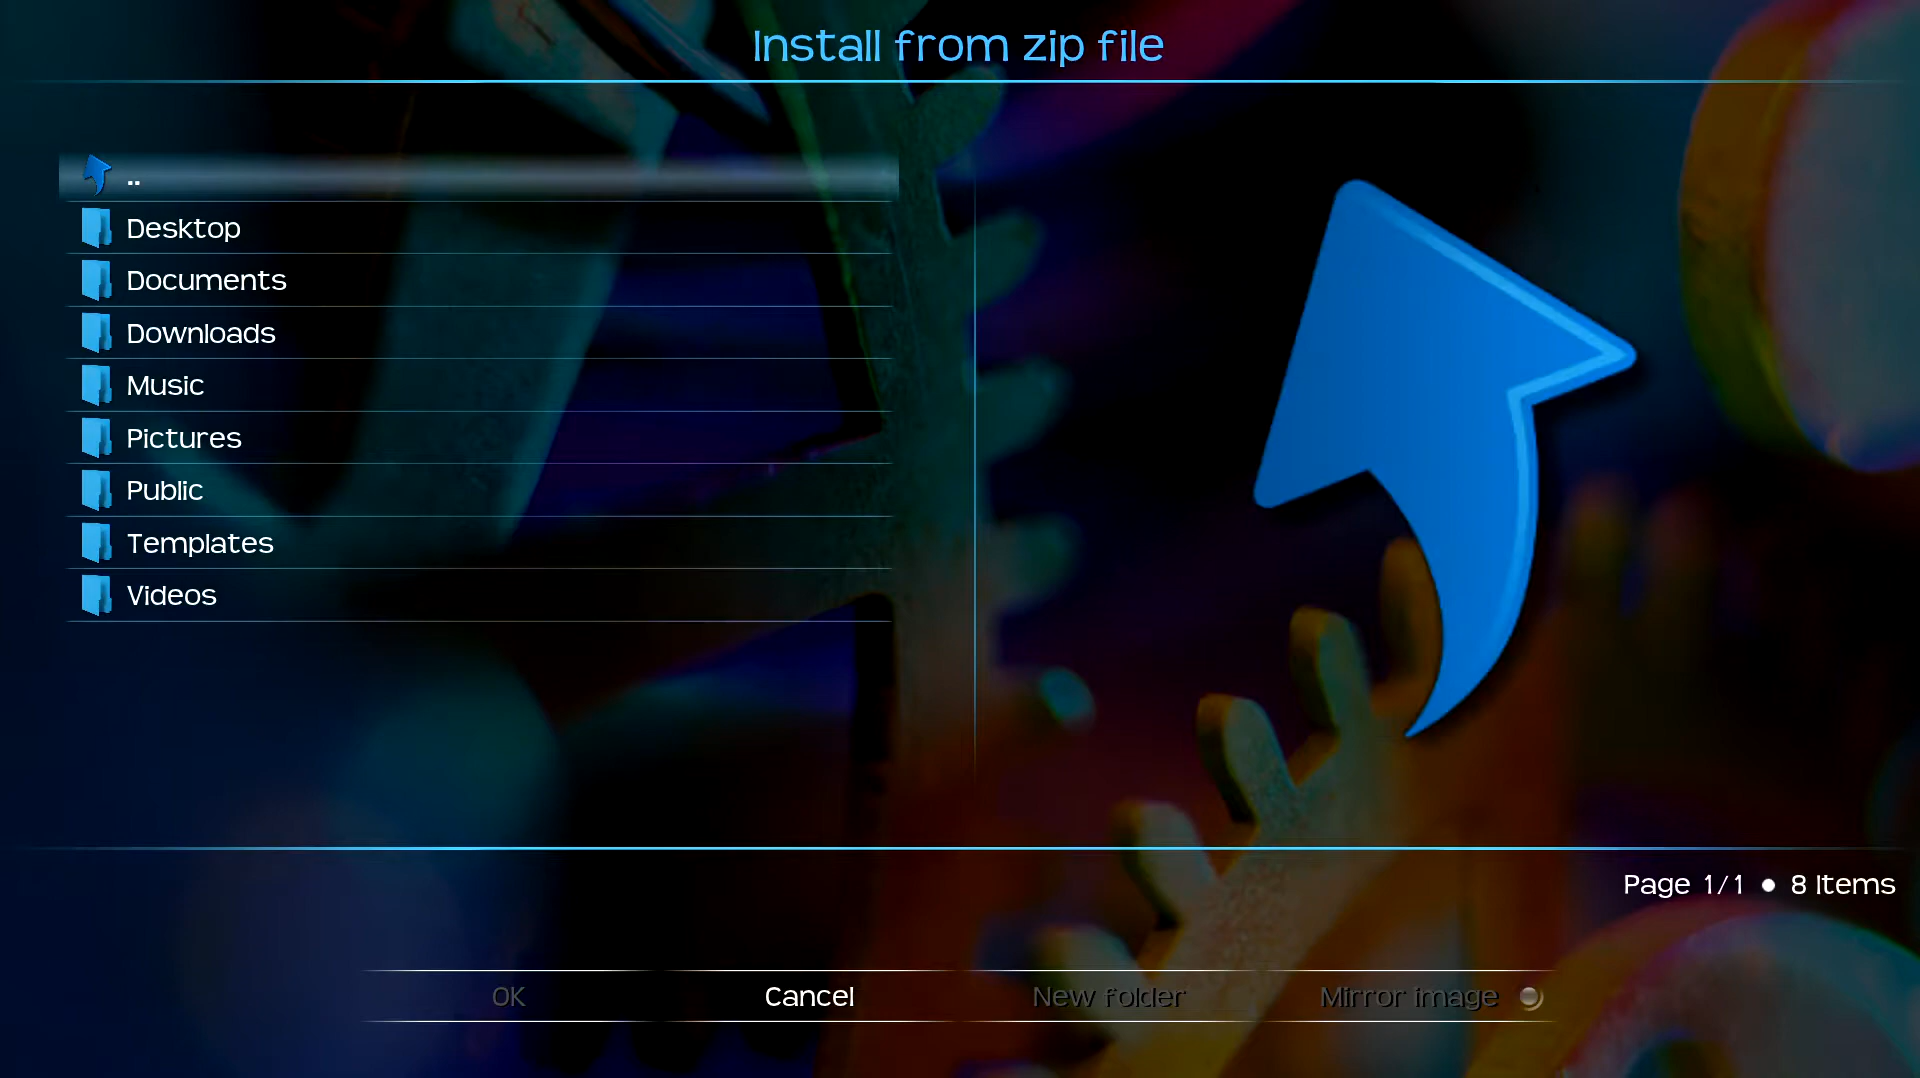 Install from zip file
..
Desktop
Documents
Downloads
Music
Pictures
Public
Templates
Videos
Page 1/1 ● 8 Items
OK
Cancel
New folder
Mirror image